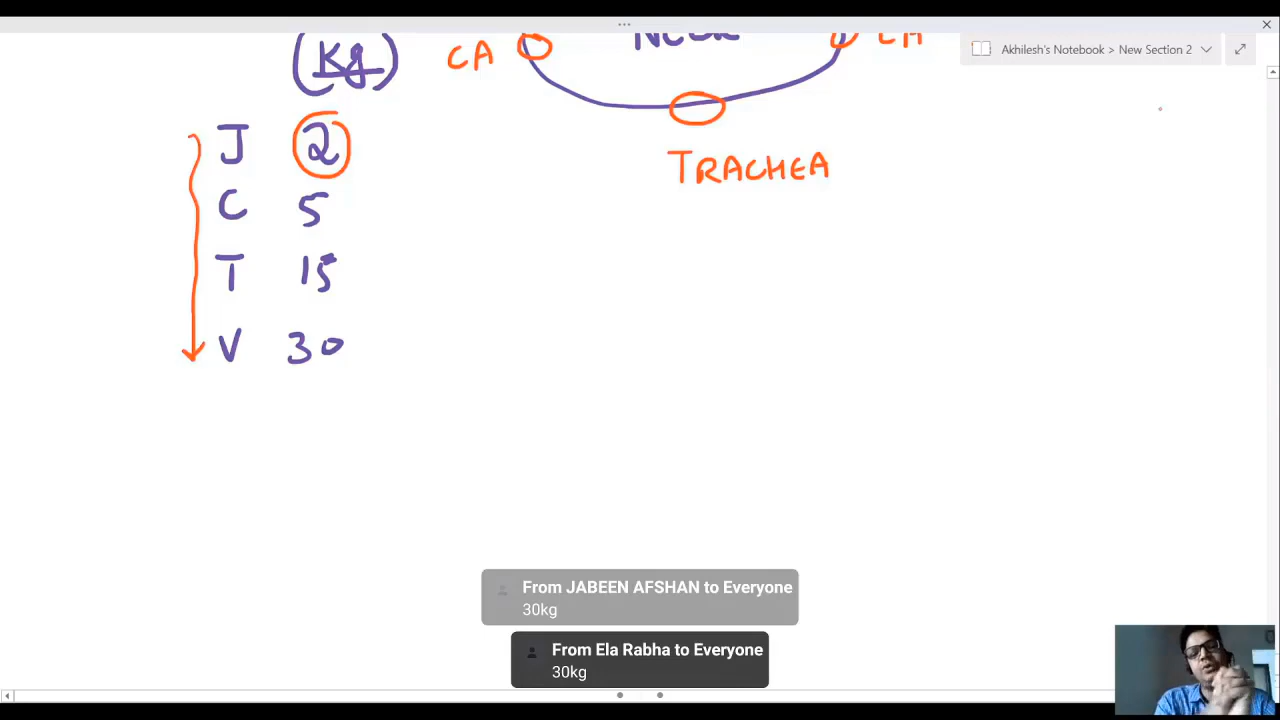 (Kg)
CA
J 2
TRACHEA
C 5
T 15
V 30
Akhilesh's Notebook > New Section 2
From JABEEN AFSHAN to Everyone
30kg
From Ela Rabha to Everyone
30kg